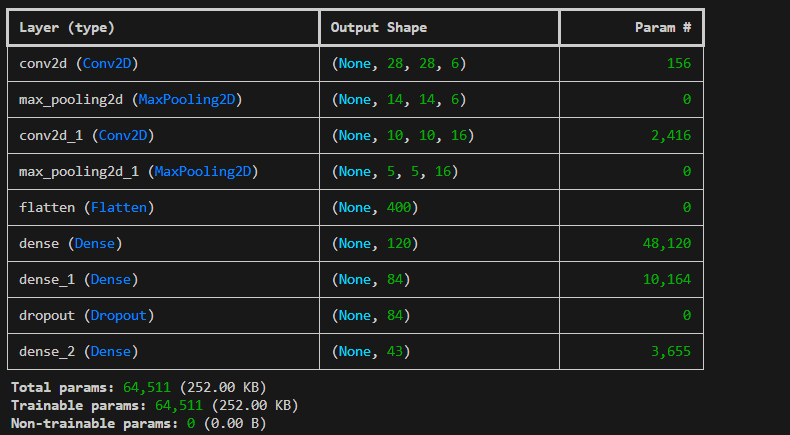 Layer (type) Output Shape Param #
conv2d (Conv2D) (None, 28, 28, 6) 156
max_pooling2d (MaxPooling2D) (None, 14, 14, 6) 0
conv2d_1 (Conv2D) (None, 10, 10, 16) 2,416
max_pooling2d_1 (MaxPooling2D) (None, 5, 5, 16) 0
flatten (Flatten) (None, 400) 0
dense (Dense) (None, 120) 48,120
dense_1 (Dense) (None, 84) 10,164
dropout (Dropout) (None, 84) 0
dense_2 (Dense) (None, 43) 3,655
Total params: 64,511 (252.00 KB)
Trainable params: 64,511 (252.00 KB)
Non-trainable params: 0 (0.00 B)